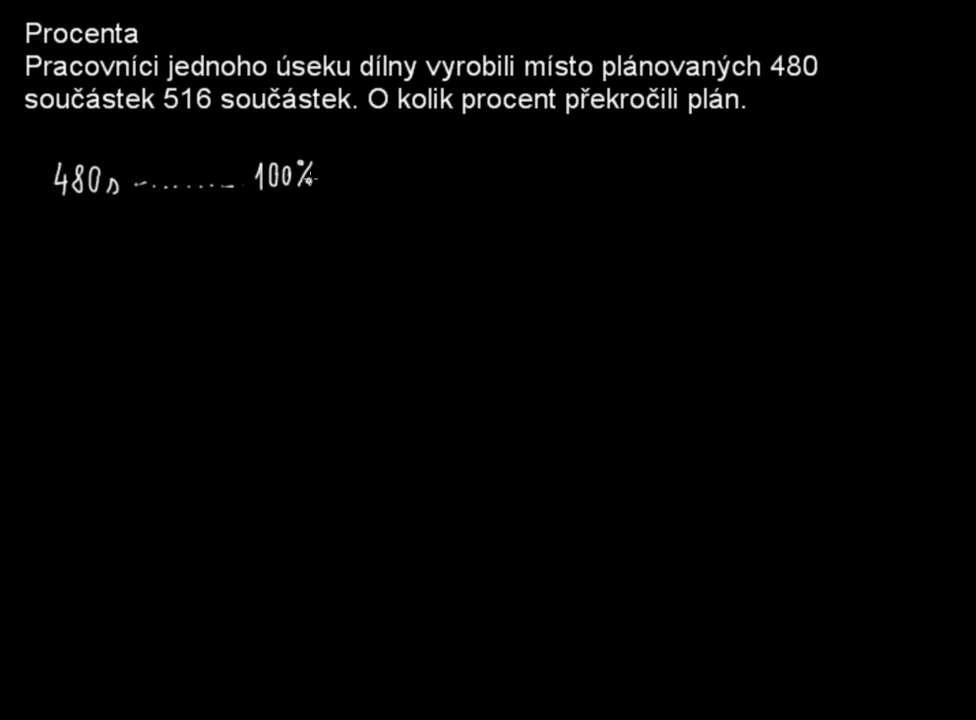 Procenta
Pracovníci jednoho úseku dílny vyrobili místo plánovaných 480
součástek 516 součástek. O kolik procent překročili plán.
480 s -......- 100%